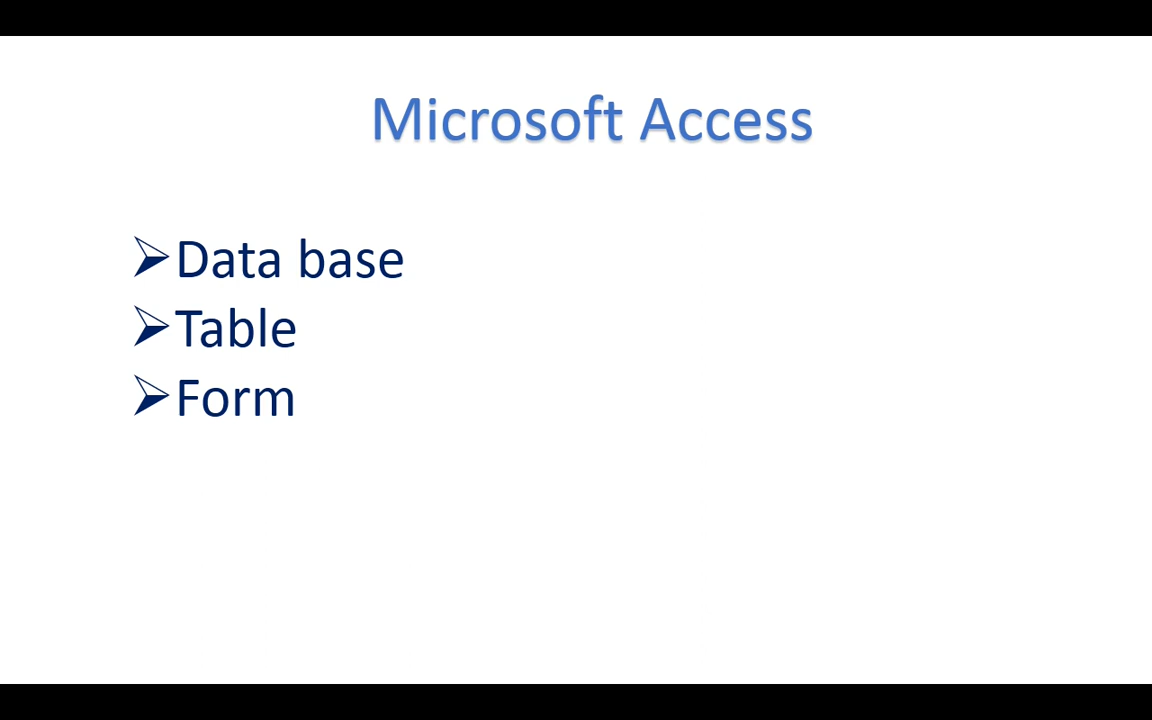 Microsoft Access
➢Data base
➢Table
➢Form